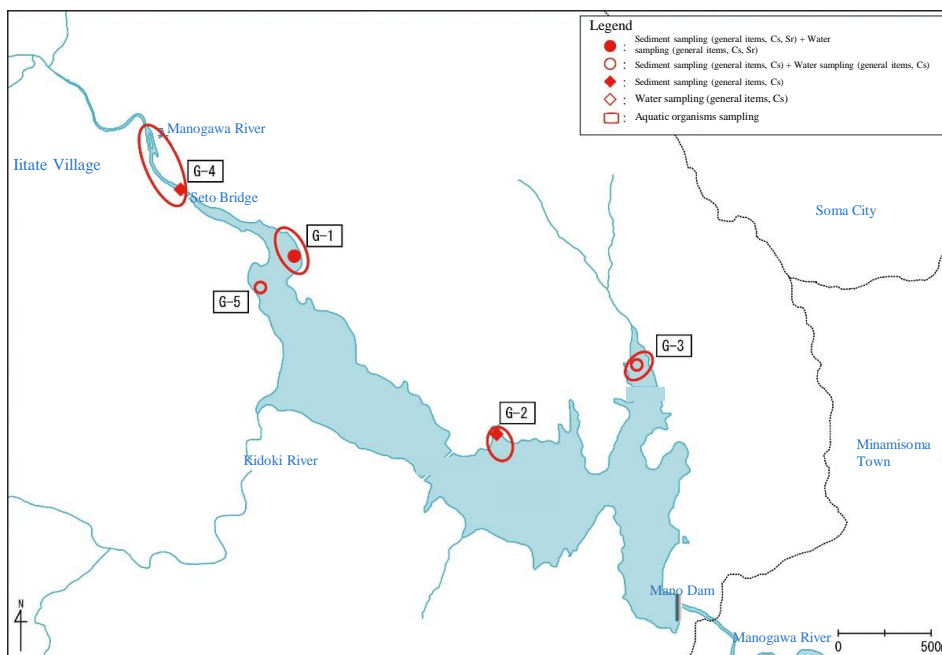 Legend
: Sediment sampling (general items, Cs, Sr) + Water
sampling (general items, Cs, Sr)
: Sediment sampling (general items, Cs) + Water sampling (general items, Cs)
: Sediment sampling (general items, Cs)
: Water sampling (general items, Cs)
: Aquatic organisms sampling
Manogawa River
Iitate Village
G-4
Seto Bridge
Soma City
G-1
G-5
G-3
G-2
Minamisoma
Town
Kidoki River
Mano Dam
N
Manogawa River
0
500m